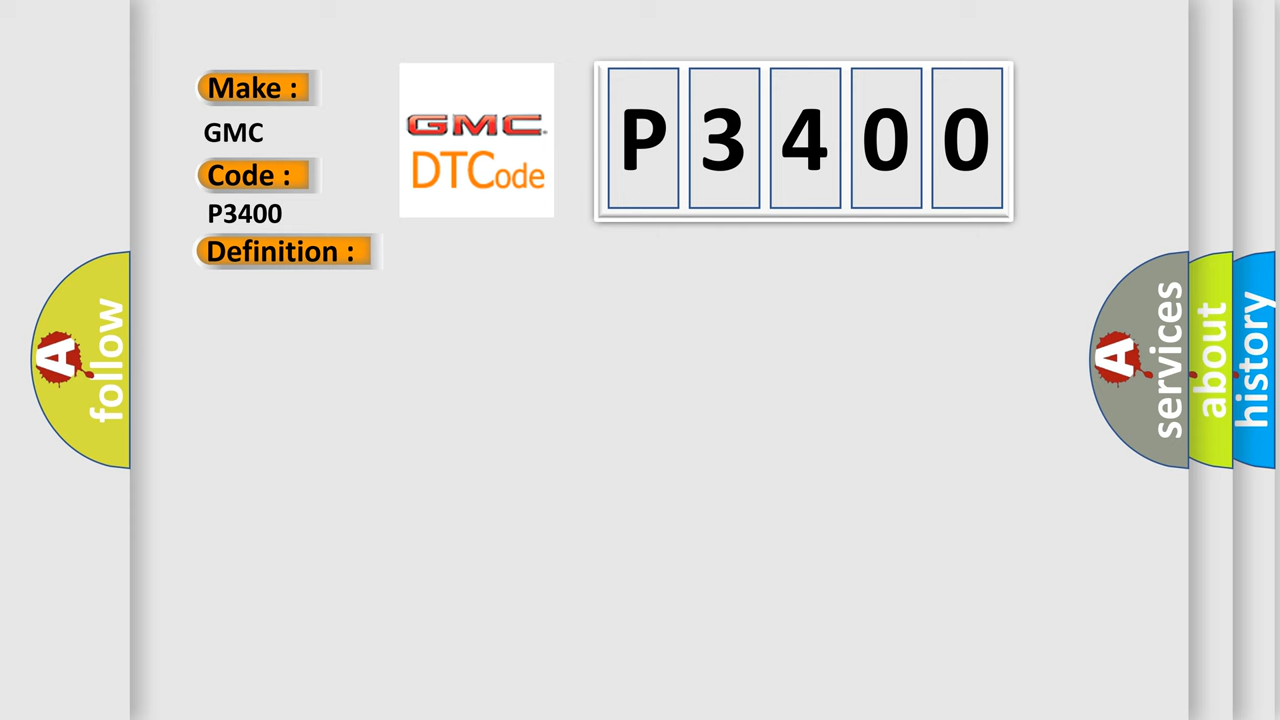 Make :
GMC
Code :
P3400
Definition :
GMC
DTCode
P 3 4 0 0
A follow
A services
about
history